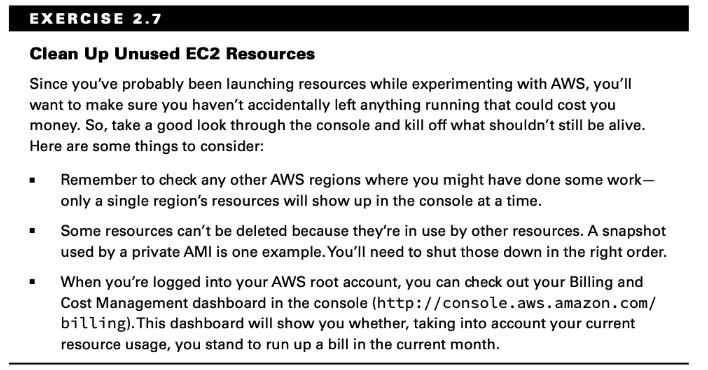 EXERCISE 2.7
Clean Up Unused EC2 Resources
Since you’ve probably been launching resources while experimenting with AWS, you’ll
want to make sure you haven’t accidentally left anything running that could cost you
money. So, take a good look through the console and kill off what shouldn’t still be alive.
Here are some things to consider:
▪ Remember to check any other AWS regions where you might have done some work—
only a single region’s resources will show up in the console at a time.
▪ Some resources can’t be deleted because they’re in use by other resources. A snapshot
used by a private AMI is one example. You’ll need to shut those down in the right order.
▪ When you’re logged into your AWS root account, you can check out your Billing and
Cost Management dashboard in the console (http://console.aws.amazon.com/
billing). This dashboard will show you whether, taking into account your current
resource usage, you stand to run up a bill in the current month.